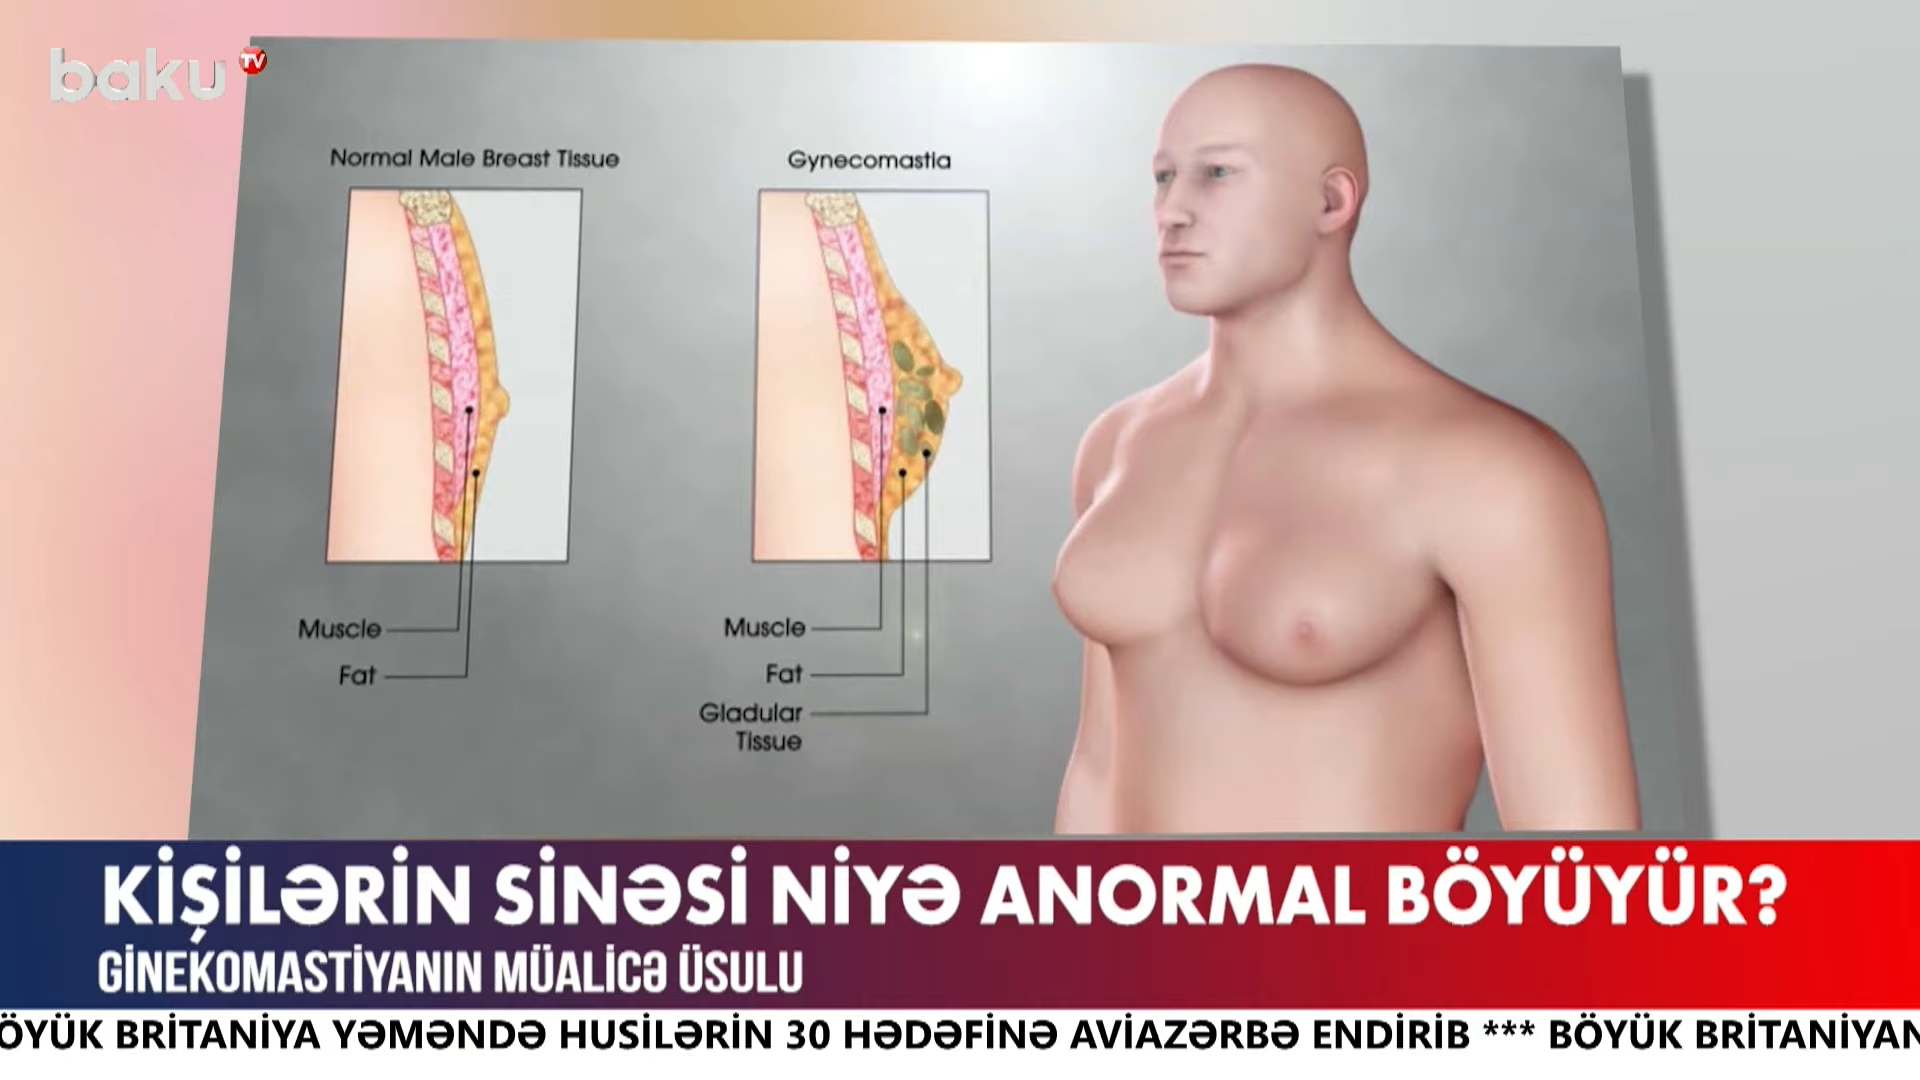 baku TV
Normal Male Breast Tissue
Gynecomastia
Muscle
Fat
Muscle
Fat
Gladular
Tissue
KİŞİLƏRİN SİNƏSİ NİYƏ ANORMAL BÖYÜYÜR?
GİNEKOMASTİYANIN MÜALİCƏ ÜSULU
ÖYÜK BRİTANİYA YƏMƏNDƏ HUSİLƏRİN 30 HƏDƏFİNƏ AVİAZƏRBƏ ENDİRİB *** BÖYÜK BRİTANİYAN